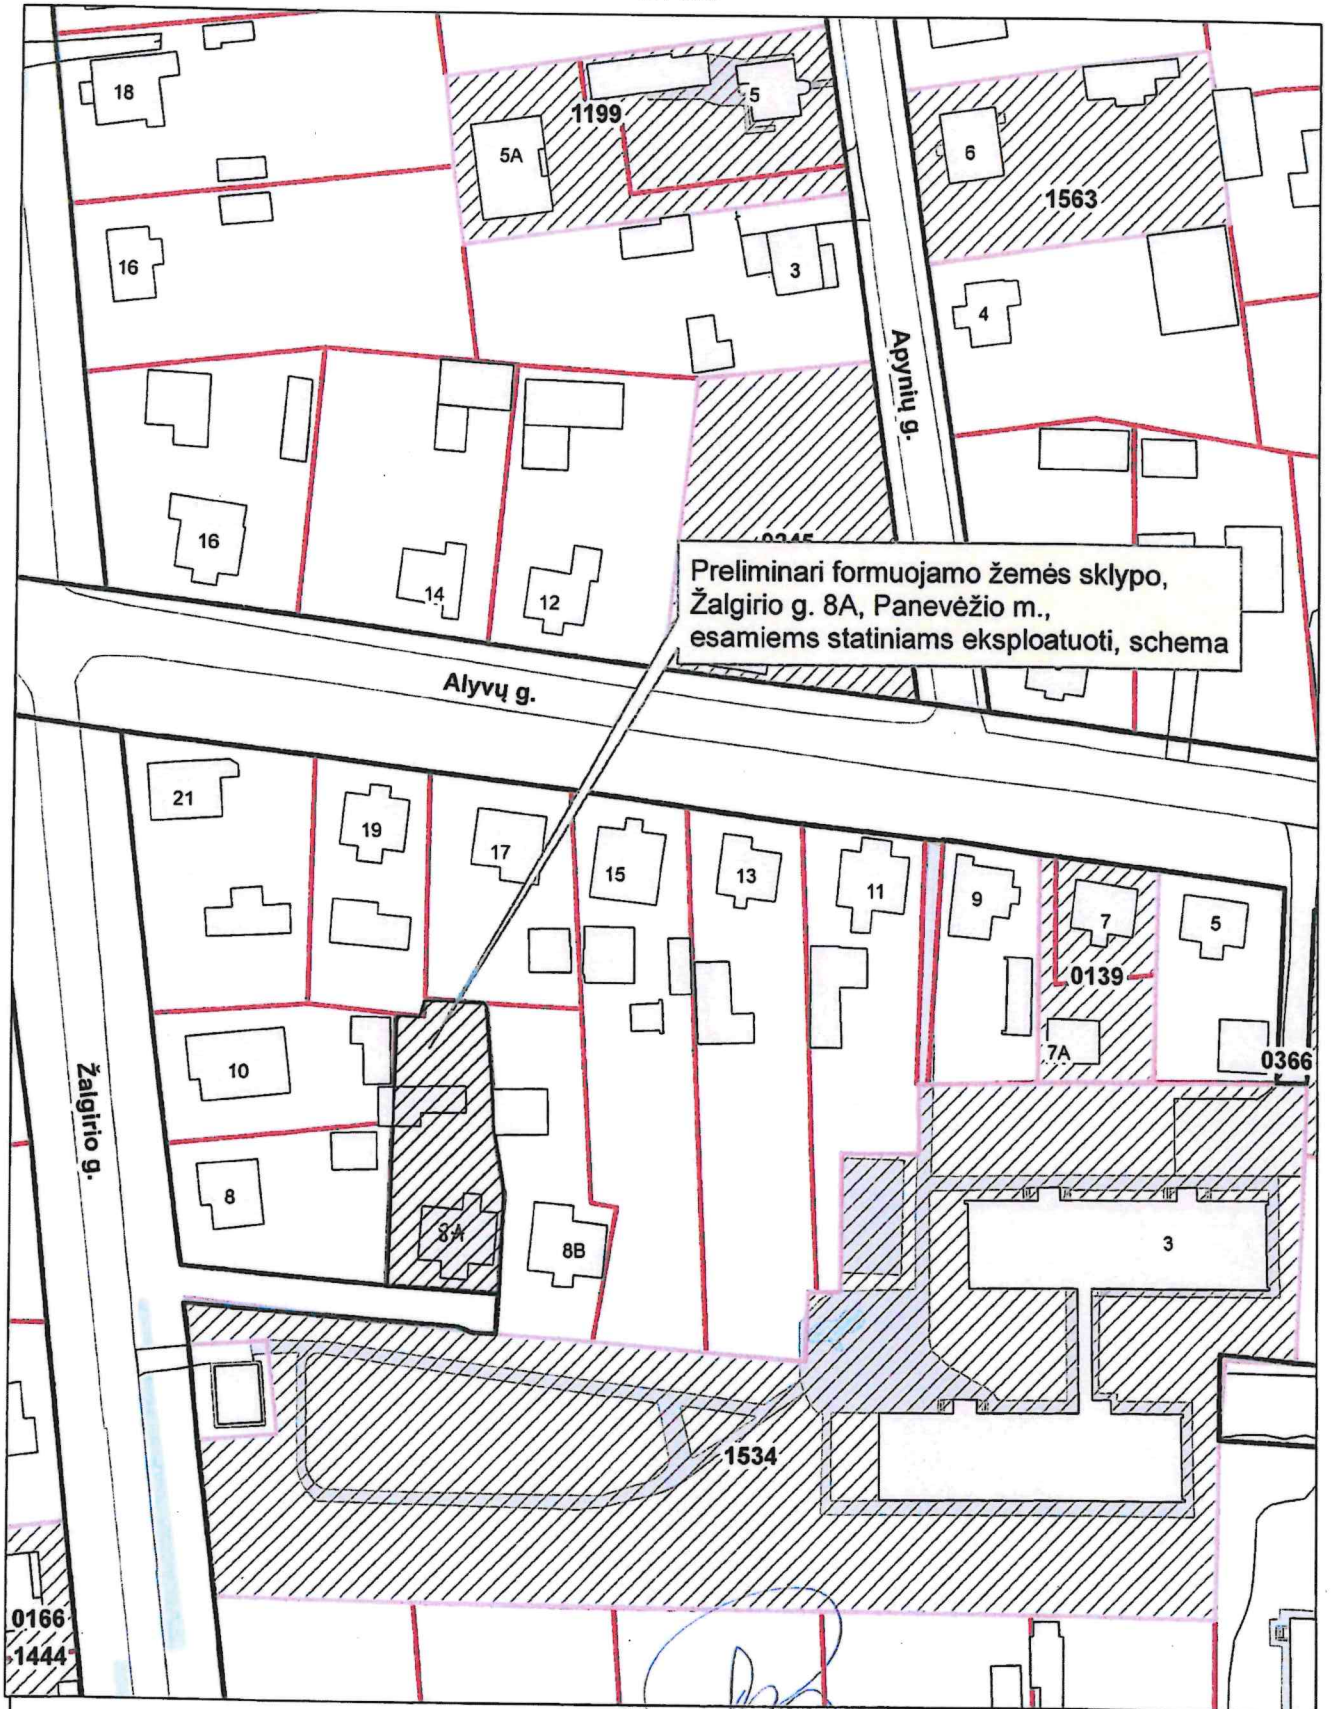 18
5
1199
5A
6
1563
16
3
4
Apynių g.
16
14
12
Preliminari formuojamo žemės sklypo,
Žalgirio g. 8A, Panevėžio m.,
esamiems statiniams eksploatuoti, schema
Alyvų g.
21
19
17
15
13
11
9
7
5
0139
7A
0366
10
Žalgirio g.
8
8A
8B
3
1534
0166
1444